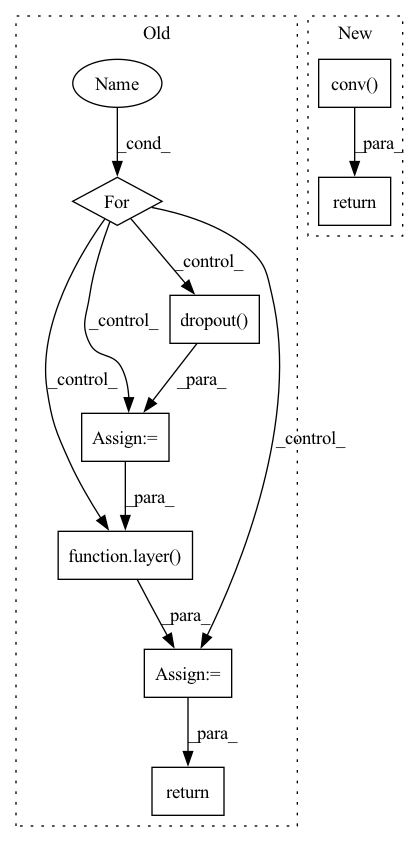 Old
New
Name
conv()
_cond_
_para_
For
return
_control_
dropout()
_control_
_control_
_para_
_control_
Assign:=
_para_
function.layer()
_para_
Assign:=
_para_
return